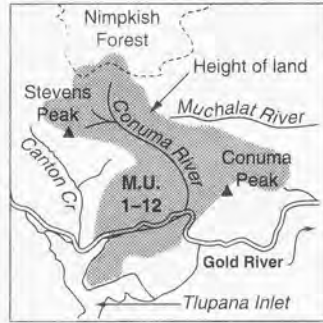 Nimpkish
Forest
Height of land
Stevens
Peak
Muchalat River
Conuma River
Canton Cr.
Conuma
Peak
M.U.
1–12
Gold River
Tlupana Inlet